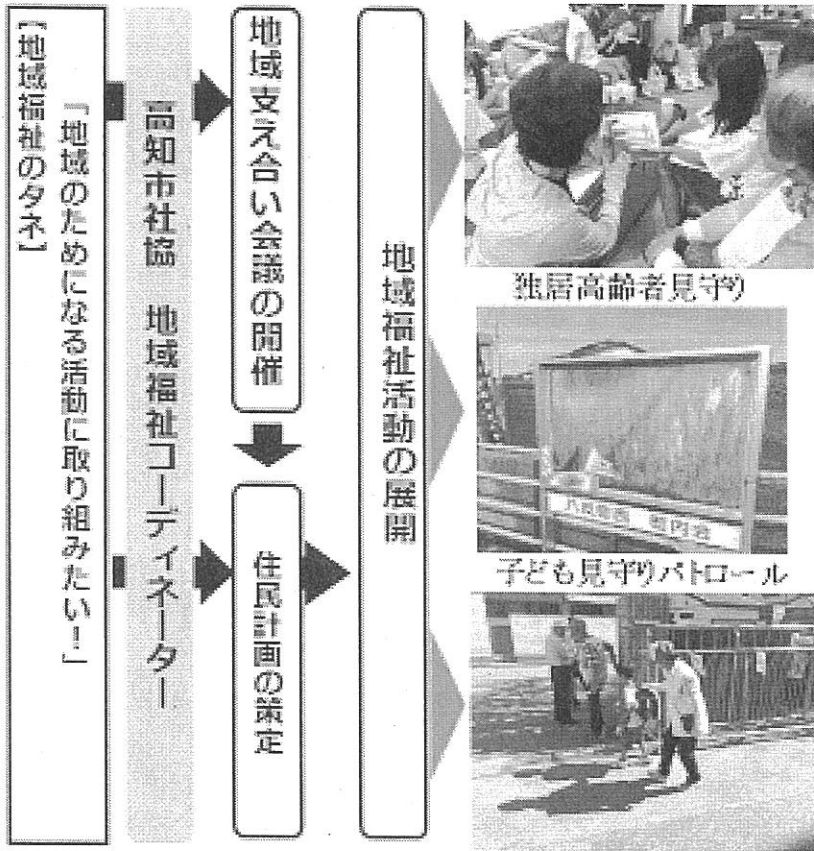 【地域福祉のタネ】
『地域のためになる活動に取り組みたい!』
高知市社協 地域福祉コーディネーター
地域支え合い会議の開催
住民計画の策定
地域福祉活動の展開
独居高齢者見守り
子ども見守りパトロール